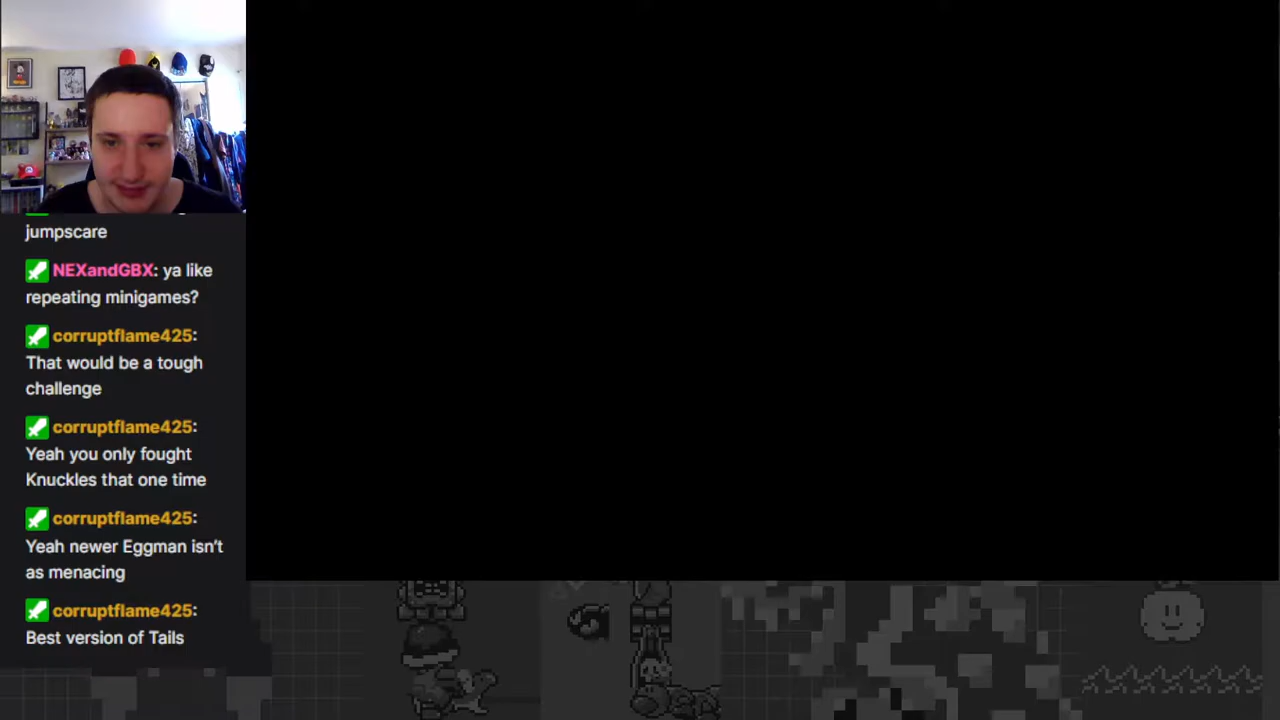 jumpscare
NEXandGBX: ya like
repeating minigames?
corruptflame425:
That would be a tough
challenge
corruptflame425:
Yeah you only fought
Knuckles that one time
corruptflame425:
Yeah newer Eggman isn't
as menacing
corruptflame425:
Best version of Tails